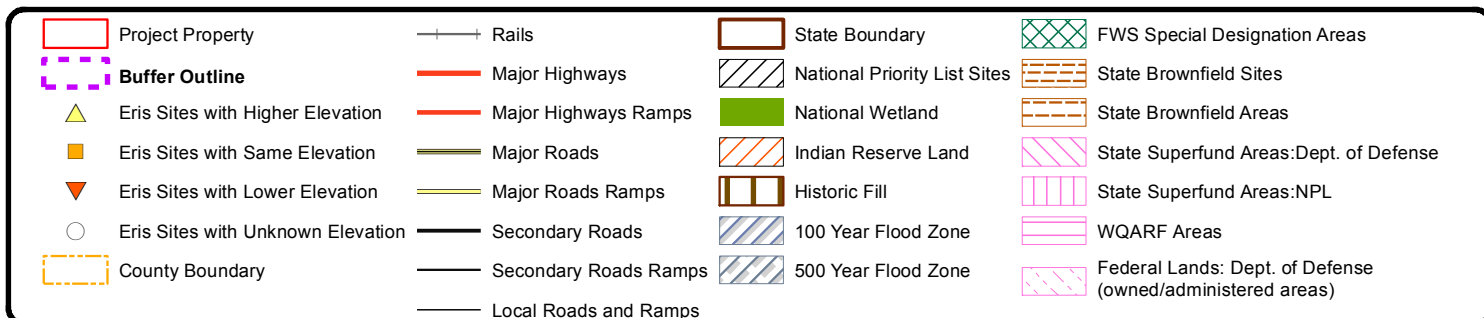 Project Property
Buffer Outline
Eris Sites with Higher Elevation
Eris Sites with Same Elevation
Eris Sites with Lower Elevation
Eris Sites with Unknown Elevation
County Boundary
Rails
Major Highways
Major Highways Ramps
Major Roads
Major Roads Ramps
Secondary Roads
Secondary Roads Ramps
Local Roads and Ramps
State Boundary
National Priority List Sites
National Wetland
Indian Reserve Land
Historic Fill
100 Year Flood Zone
500 Year Flood Zone
FWS Special Designation Areas
State Brownfield Sites
State Brownfield Areas
State Superfund Areas:Dept. of Defense
State Superfund Areas:NPL
WQARF Areas
Federal Lands: Dept. of Defense
(owned/administered areas)